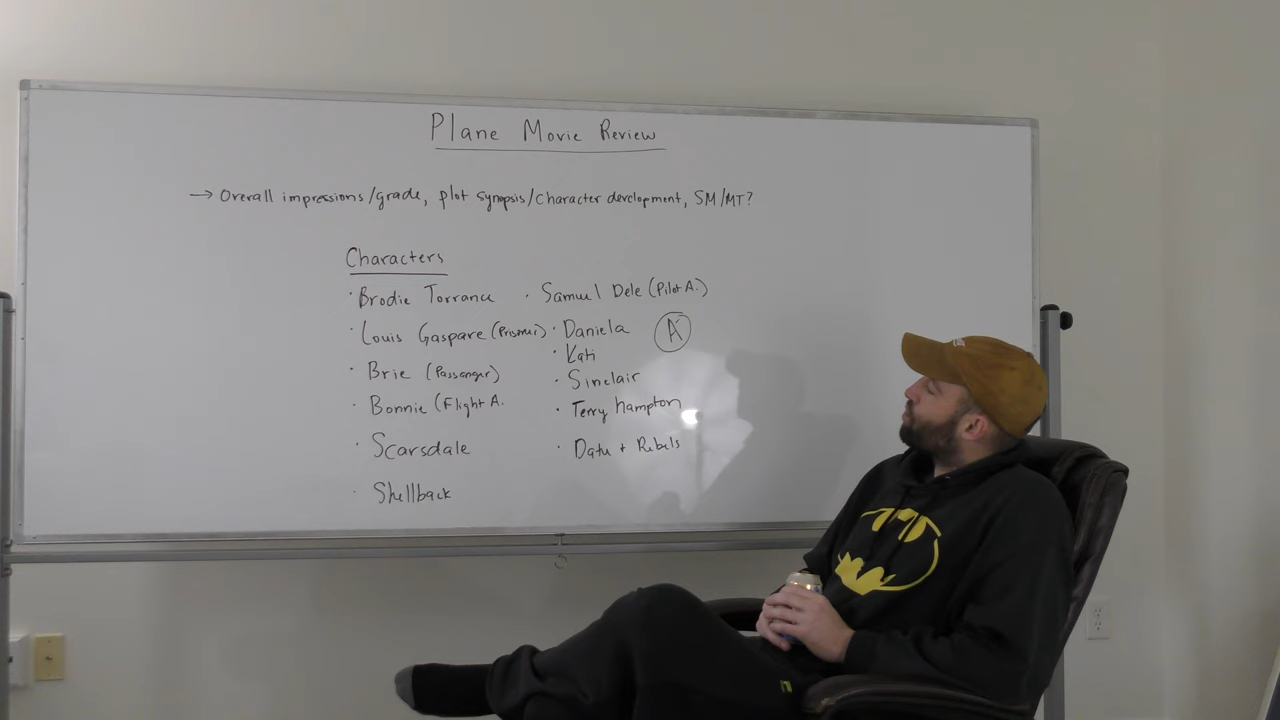 Plane Movie Review
→ Overall impressions/grade, plot synopsis/character development, SM/MT?
Characters
· Brodie Torrance
· Louis Gaspare (Prisoner)
· Brie (Passenger)
· Bonnie (Flight A.
· Scarsdale
· Shellback
· Samuel Dele (Pilot A.)
· Daniela
· Kati
· Sinclair
· Terry Hampton
· Datu + Rebels
A